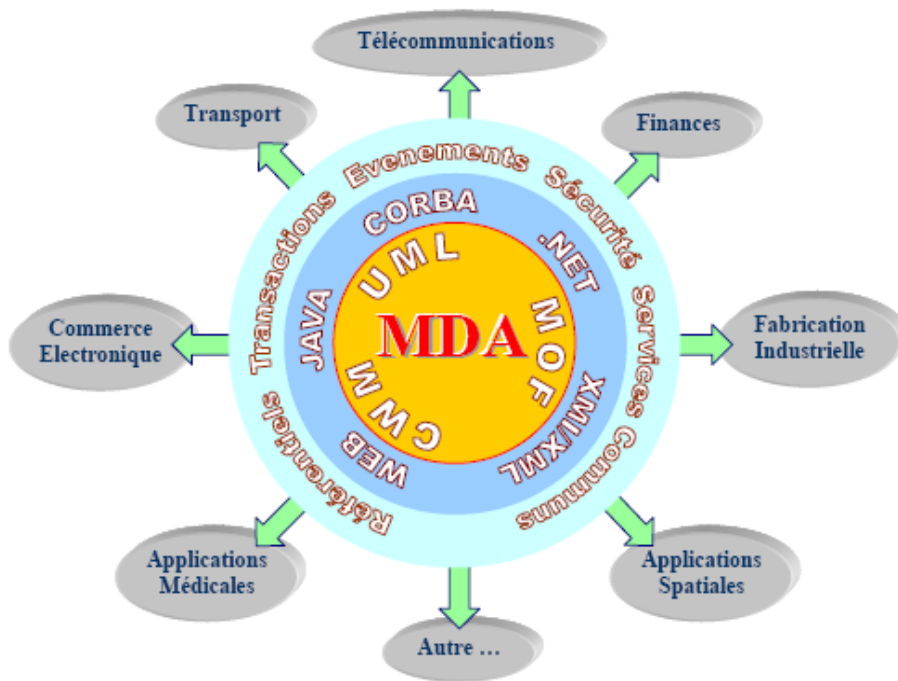 Télécommunications
Transport
Finances
Référentiels Transactions Evenements Sécurité Services Communs
CORBA
.NET
JAVA
WEB
XMI/XML
UML
MOF
CWM
MDA
Commerce
Electronique
Fabrication
Industrielle
Applications
Médicales
Applications
Spatiales
Autre ...